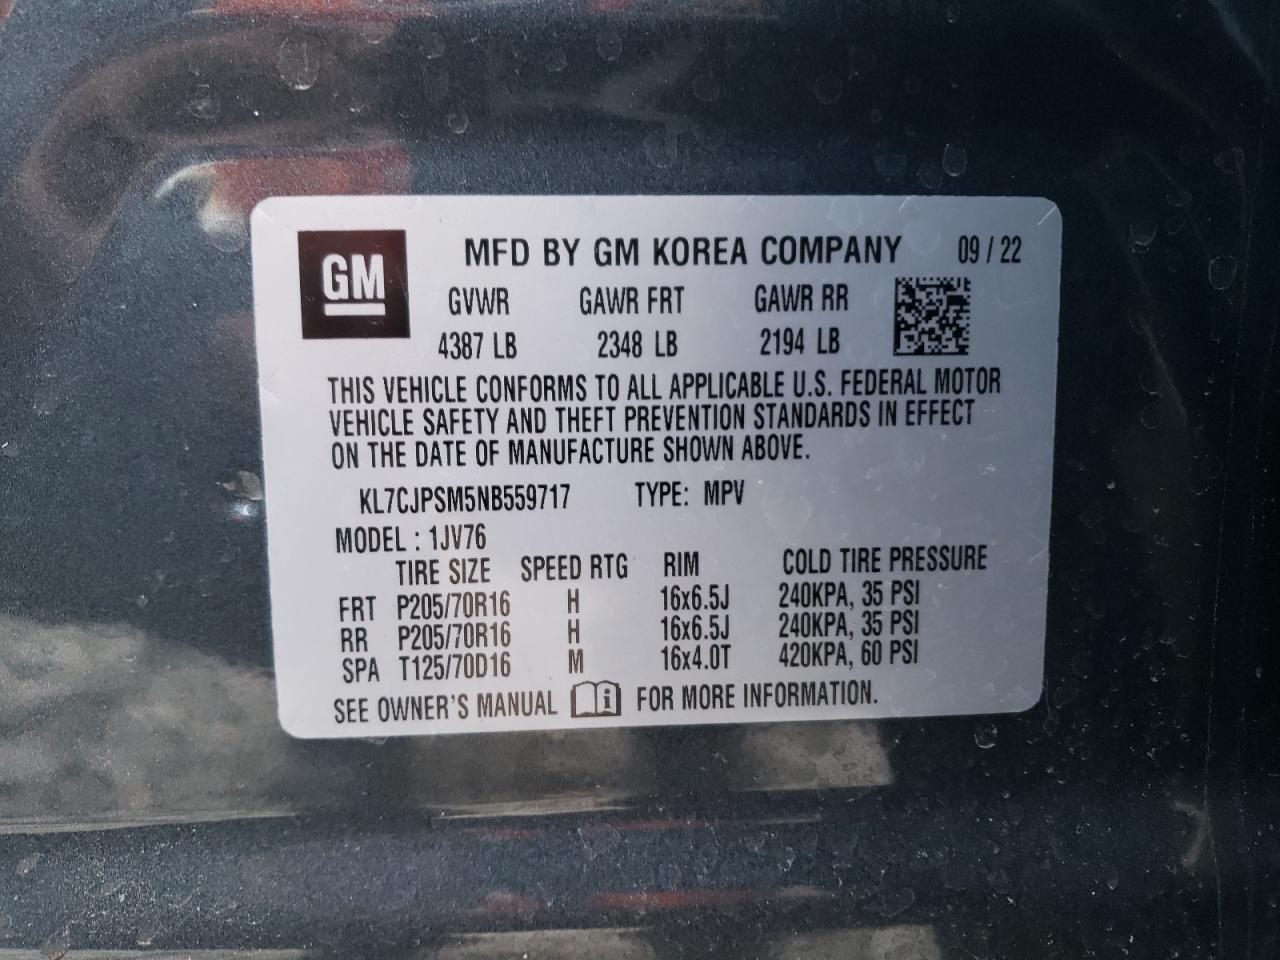 GM
MFD BY GM KOREA COMPANY 09 / 22
GVWR GAWR FRT GAWR RR
4387 LB 2348 LB 2194 LB
THIS VEHICLE CONFORMS TO ALL APPLICABLE U.S. FEDERAL MOTOR
VEHICLE SAFETY AND THEFT PREVENTION STANDARDS IN EFFECT
ON THE DATE OF MANUFACTURE SHOWN ABOVE.
KL7CJPSM5NB559717 TYPE: MPV
MODEL : 1JV76
TIRE SIZE SPEED RTG RIM COLD TIRE PRESSURE
FRT P205/70R16 H 16x6.5J 240KPA, 35 PSI
RR P205/70R16 H 16x6.5J 240KPA, 35 PSI
SPA T125/70D16 M 16x4.0T 420KPA, 60 PSI
SEE OWNER'S MANUAL i FOR MORE INFORMATION.